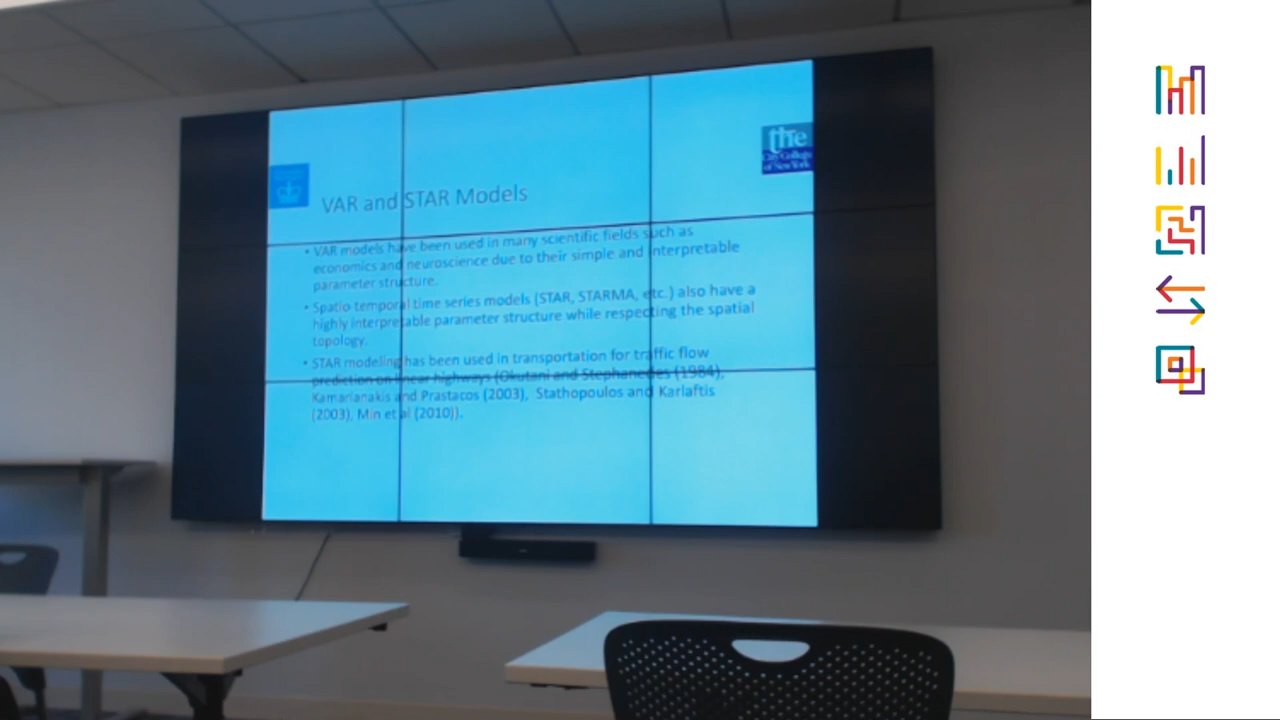 the
City College
of New York
VAR and STAR Models
• VAR models have been used in many scientific fields such as
economics and neuroscience due to their simple and interpretable
parameter structure.
• Spatio-temporal time series models (STAR, STARMA, etc.) also have a
highly interpretable parameter structure while respecting the spatial
topology.
• STAR modeling has been used in transportation for traffic flow
prediction on linear highways (Okutani and Stephanedes (1984),
Kamarianakis and Prastacos (2003), Stathopoulos and Karlaftis
(2003), Min et al (2010)).